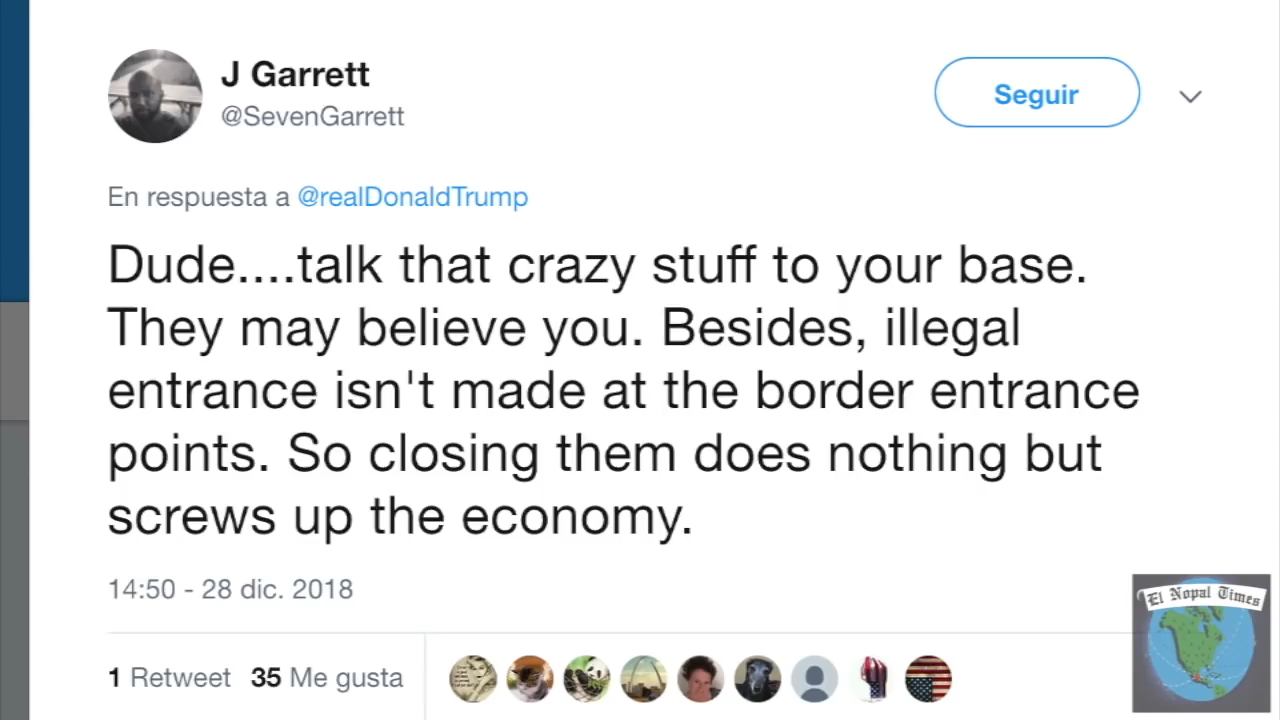 J Garrett
@SevenGarrett
Seguir
En respuesta a @realDonaldTrump
Dude....talk that crazy stuff to your base.
They may believe you. Besides, illegal
entrance isn't made at the border entrance
points. So closing them does nothing but
screws up the economy.
14:50 - 28 dic. 2018
1 Retweet 35 Me gusta
El Nopal Times